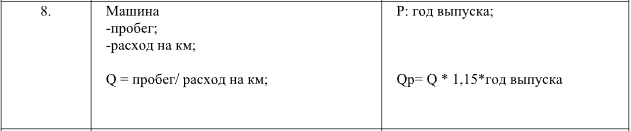 8.
Машина
-пробег;
-расход на км;
Q = пробег/ расход на км;
P: год выпуска;
Qp= Q * 1,15*год выпуска